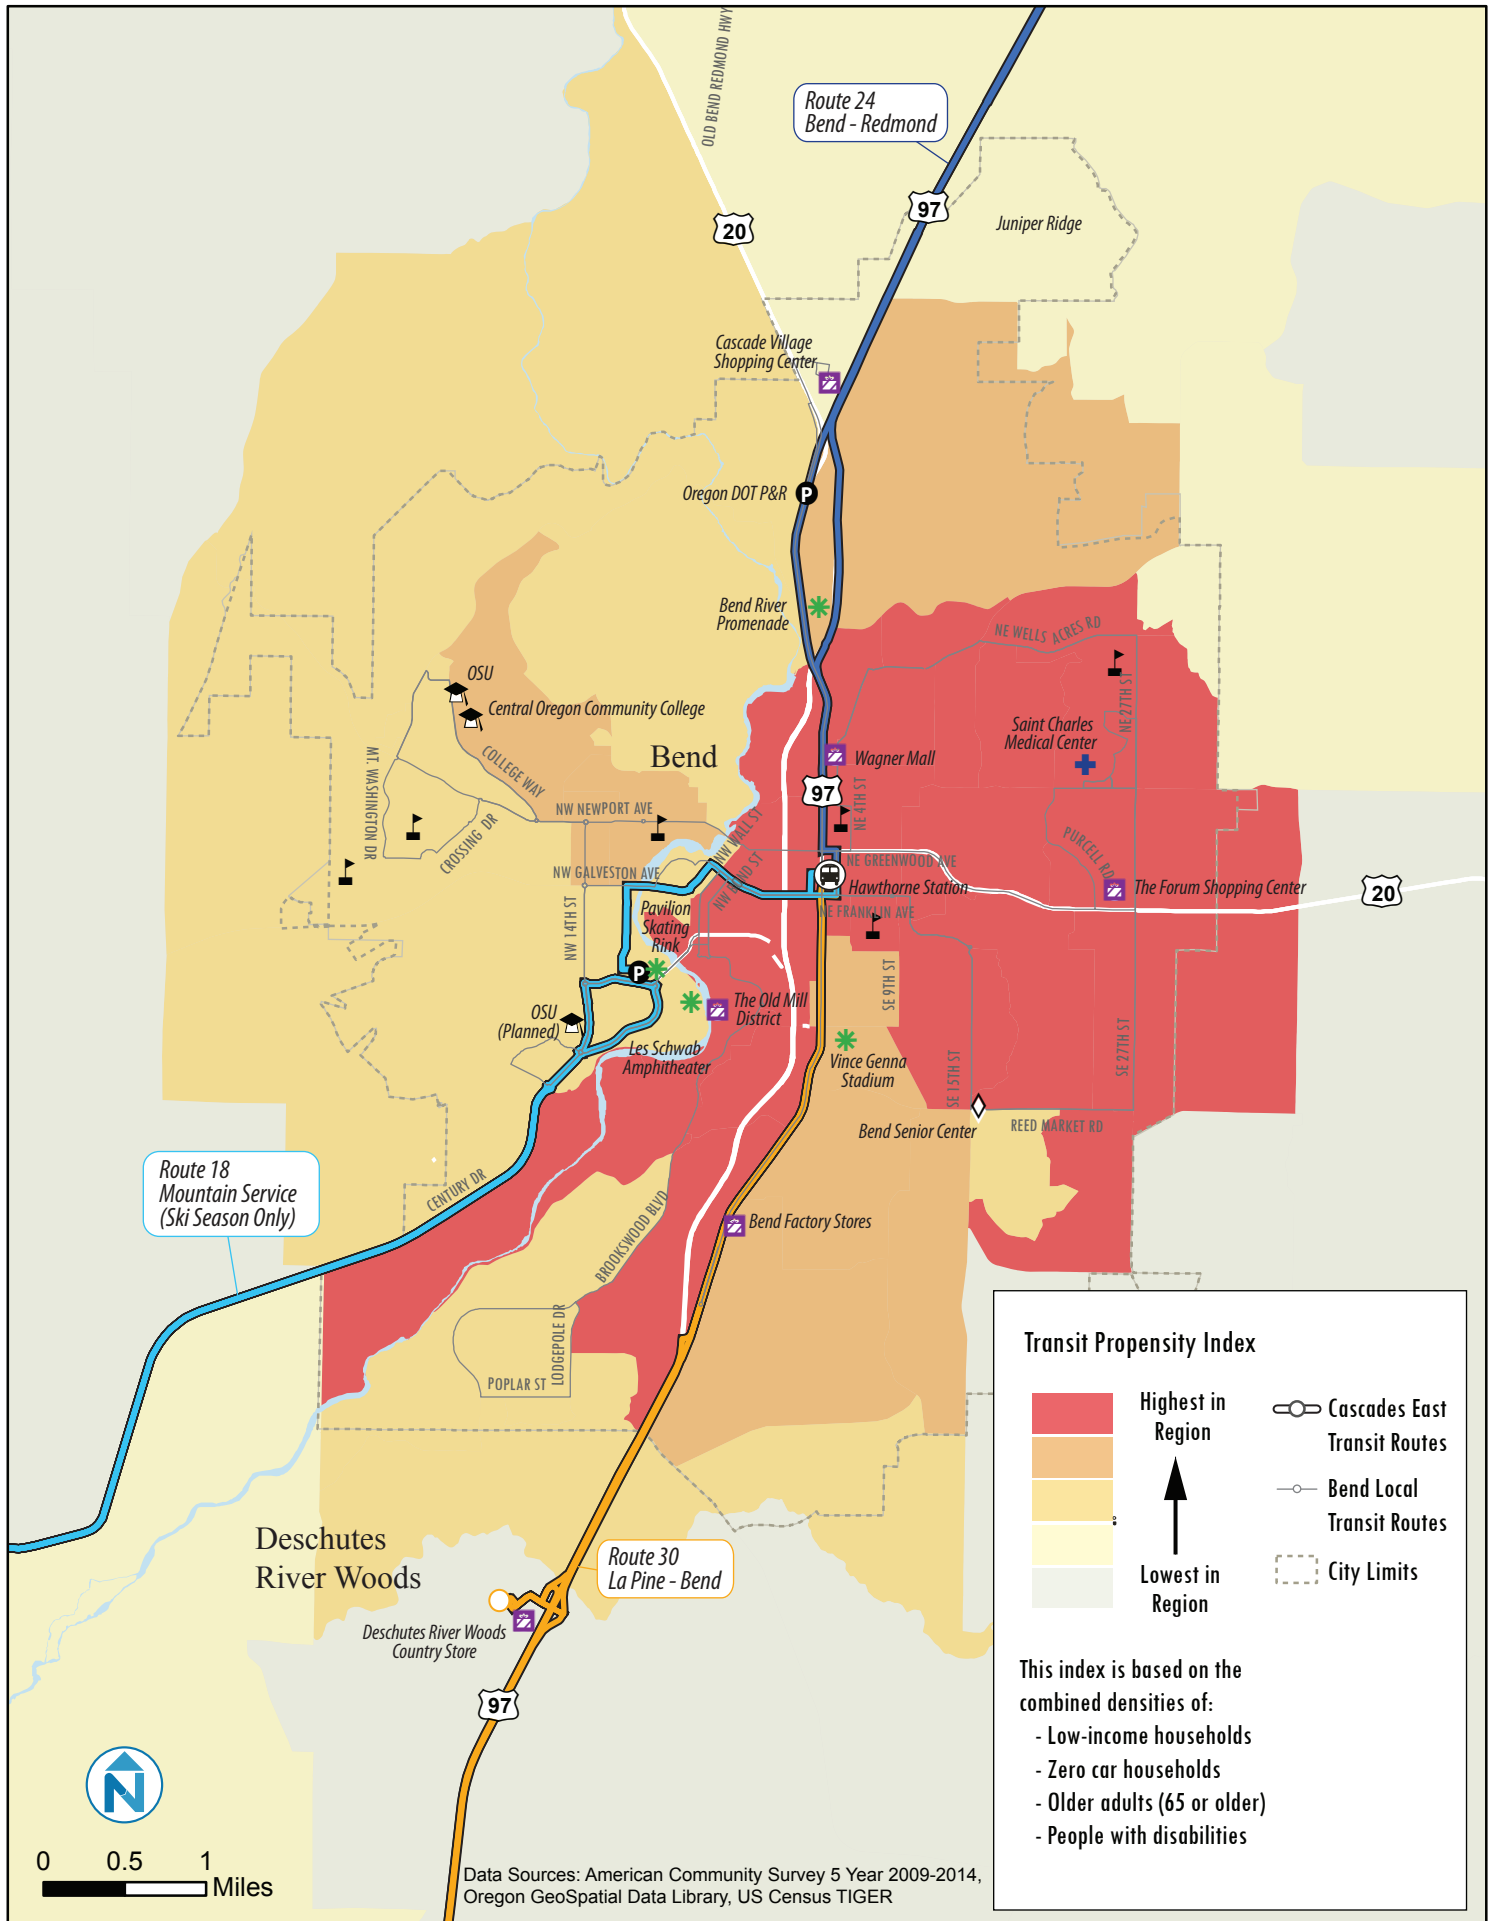 OLD BEND REDMOND HWY
Route 24
Bend - Redmond
97
20
Juniper Ridge
Cascade Village
Shopping Center
Oregon DOT P&R
P
Bend River
Promenade
NE WELLS ACRES RD
NE 27TH ST
OSU
Central Oregon Community College
Saint Charles
Medical Center
Bend
Wagner Mall
MT. WASHINGTON DR
COLLEGE WAY
97
NW NEWPORT AVE
NE 4TH ST
CROSSING DR
NW WALL ST
PURCELL RD
NW GALVESTON AVE
NW BOND ST
NE GREENWOOD AVE
Hawthorne Station
The Forum Shopping Center
20
NE FRANKLIN AVE
Pavilion
Skating
Rink
NW 14TH ST
P
SE 9TH ST
The Old Mill
District
OSU
(Planned)
Les Schwab
Amphitheater
Vince Genna
Stadium
SE 15TH ST
SE 27TH ST
Bend Senior Center
REED MARKET RD
Route 18
Mountain Service
(Ski Season Only)
CENTURY DR
BROOKSWOOD BLVD
Bend Factory Stores
LODGEPOLE DR
POPLAR ST
Deschutes
River Woods
Route 30
La Pine - Bend
Deschutes River Woods
Country Store
97
N
0 0.5 1
Miles
Data Sources: American Community Survey 5 Year 2009-2014,
Oregon GeoSpatial Data Library, US Census TIGER
Transit Propensity Index
Highest in
Region
Lowest in
Region
Cascades East
Transit Routes
Bend Local
Transit Routes
City Limits
This index is based on the
combined densities of:
- Low-income households
- Zero car households
- Older adults (65 or older)
- People with disabilities